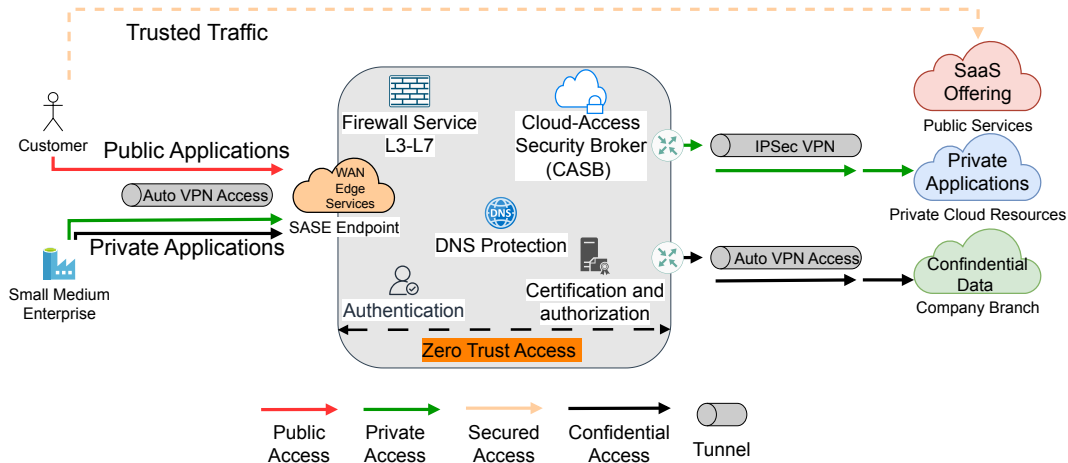 Trusted Traffic
SaaS
Offering
Public Services
Customer
Firewall Service
L3-L7
Cloud-Access
Security Broker
(CASB)
Public Applications
IPSec VPN
Private
Applications
Private Cloud Resources
Auto VPN Access
WAN
Edge
Services
SASE Endpoint
Private Applications
DNS
DNS Protection
Auto VPN Access
Confindential
Data
Company Branch
Small Medium
Enterprise
Authentication
Certification and
authorization
Zero Trust Access
Public
Access
Private
Access
Secured
Access
Confidential
Access
Tunnel